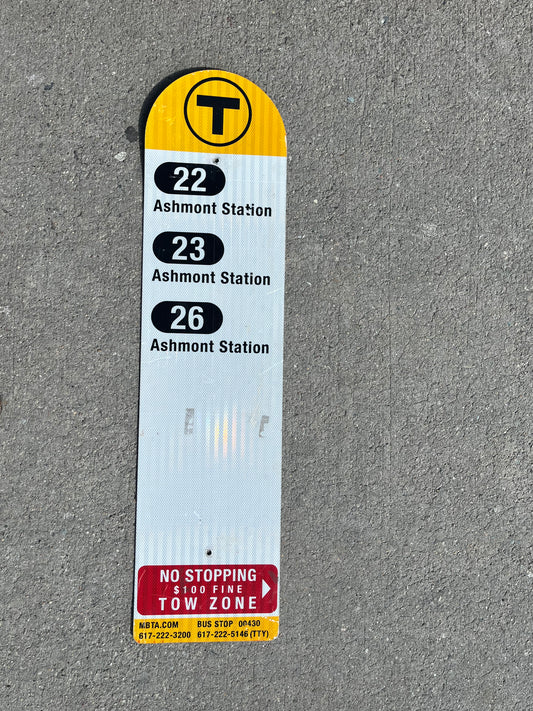 T
22
Ashmont Station
23
Ashmont Station
26
Ashmont Station
NO STOPPING
$100 FINE
TOW ZONE
MBTA.COM BUS STOP 00430
617-222-3200 617-222-5146 (TTY)